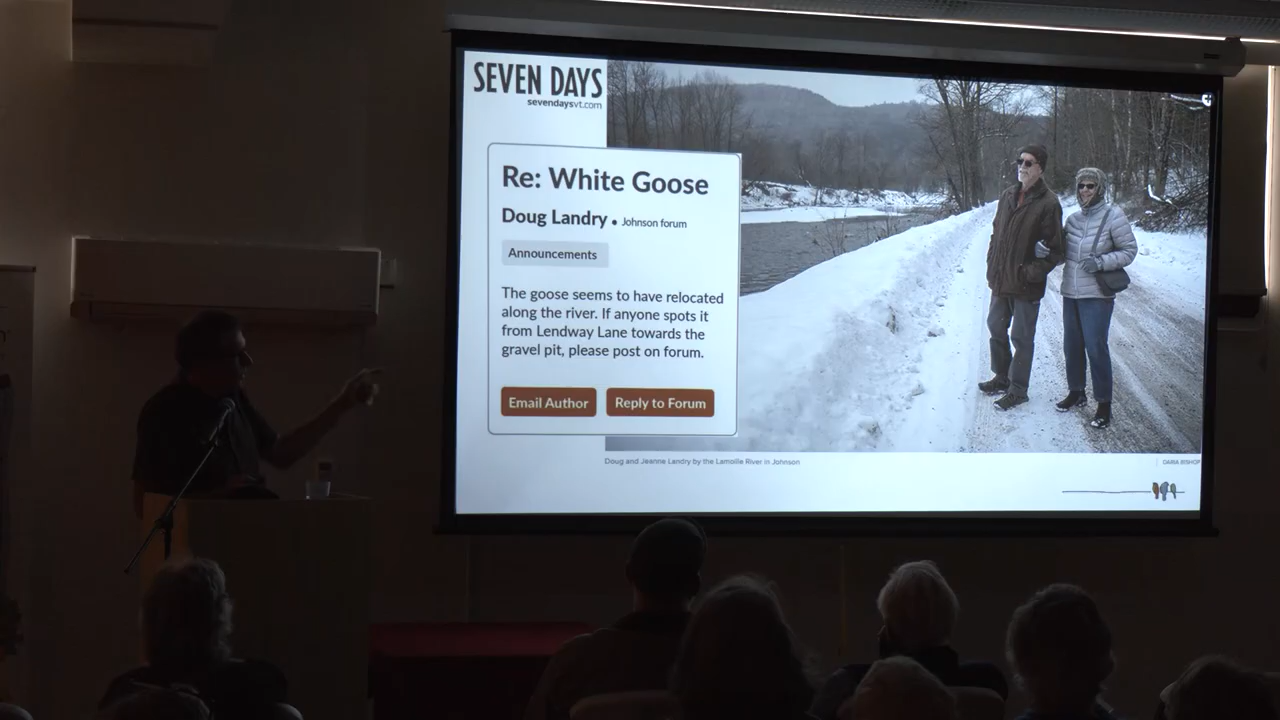 SEVEN DAYS
sevendaysvt.com
Re: White Goose
Doug Landry • Johnson forum
Announcements
The goose seems to have relocated
along the river. If anyone spots it
from Lendway Lane towards the
gravel pit, please post on forum.
Email Author Reply to Forum
Doug and Jeanne Landry by the Lamoille River in Johnson
DARIA BISHOP